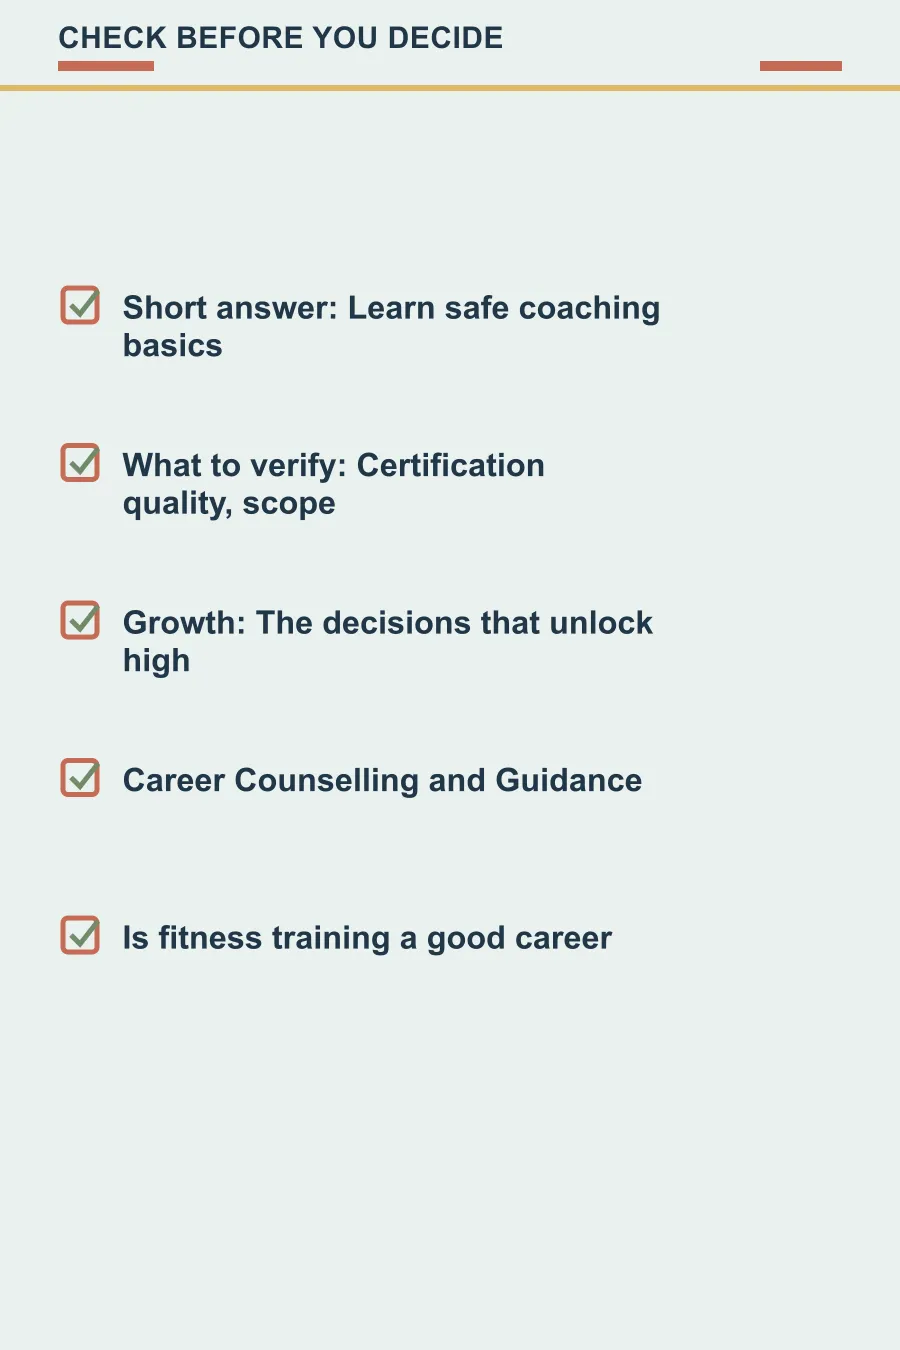 CHECK BEFORE YOU DECIDE
Short answer: Learn safe coaching
basics
What to verify: Certification
quality, scope
Growth: The decisions that unlock
high
Career Counselling and Guidance
Is fitness training a good career